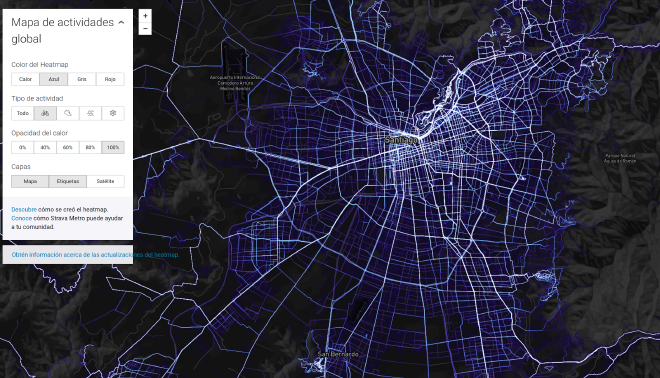 Mapa de actividades
global
Color del Heatmap
Calor Azul Gris Rojo
Tipo de actividad
Todo
Opacidad del calor
0% 40% 60% 80% 100%
Capas
Mapa Etiquetas Satélite
Descubre cómo se creó el heatmap.
Conoce cómo Strava Metro puede ayudar
a tu comunidad.
Obtén información acerca de las actualizaciones del heatmap.
+
−
Aeropuerto Internacional
Comodoro Arturo
Merino Benítez
Santiago
Parque Natural
Aguas de Ramón
San Bernardo